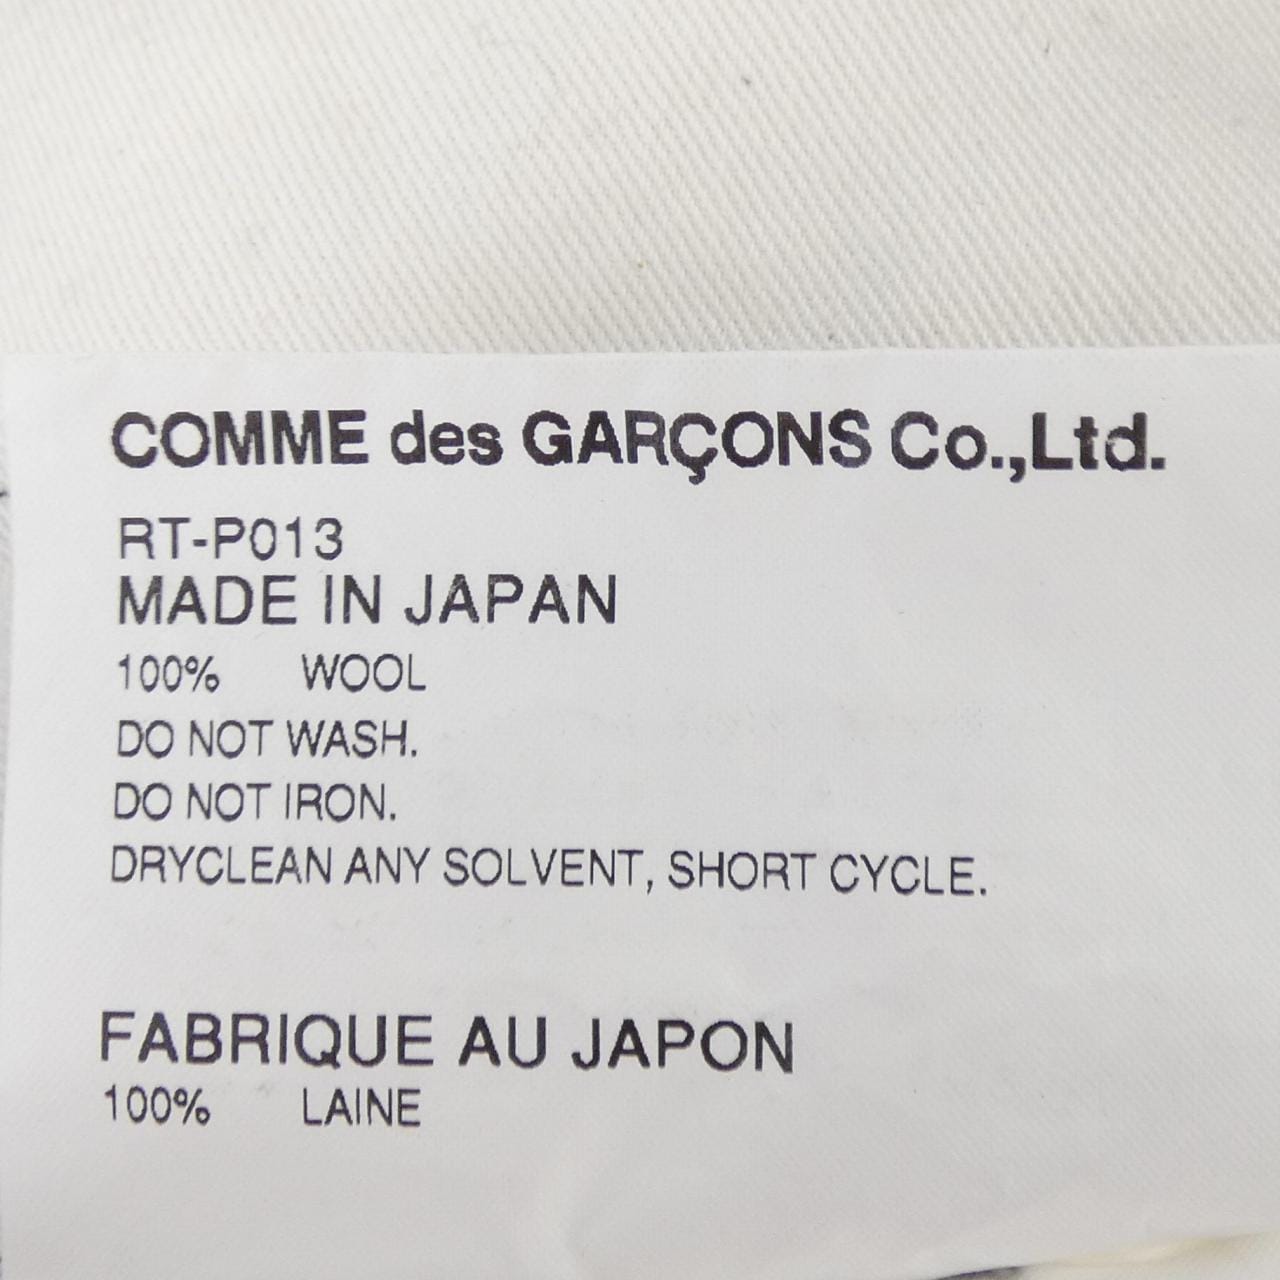 COMME des GARÇONS Co.,Ltd.
RT-P013
MADE IN JAPAN
100% WOOL
DO NOT WASH.
DO NOT IRON.
DRYCLEAN ANY SOLVENT, SHORT CYCLE.
FABRIQUE AU JAPON
100% LAINE